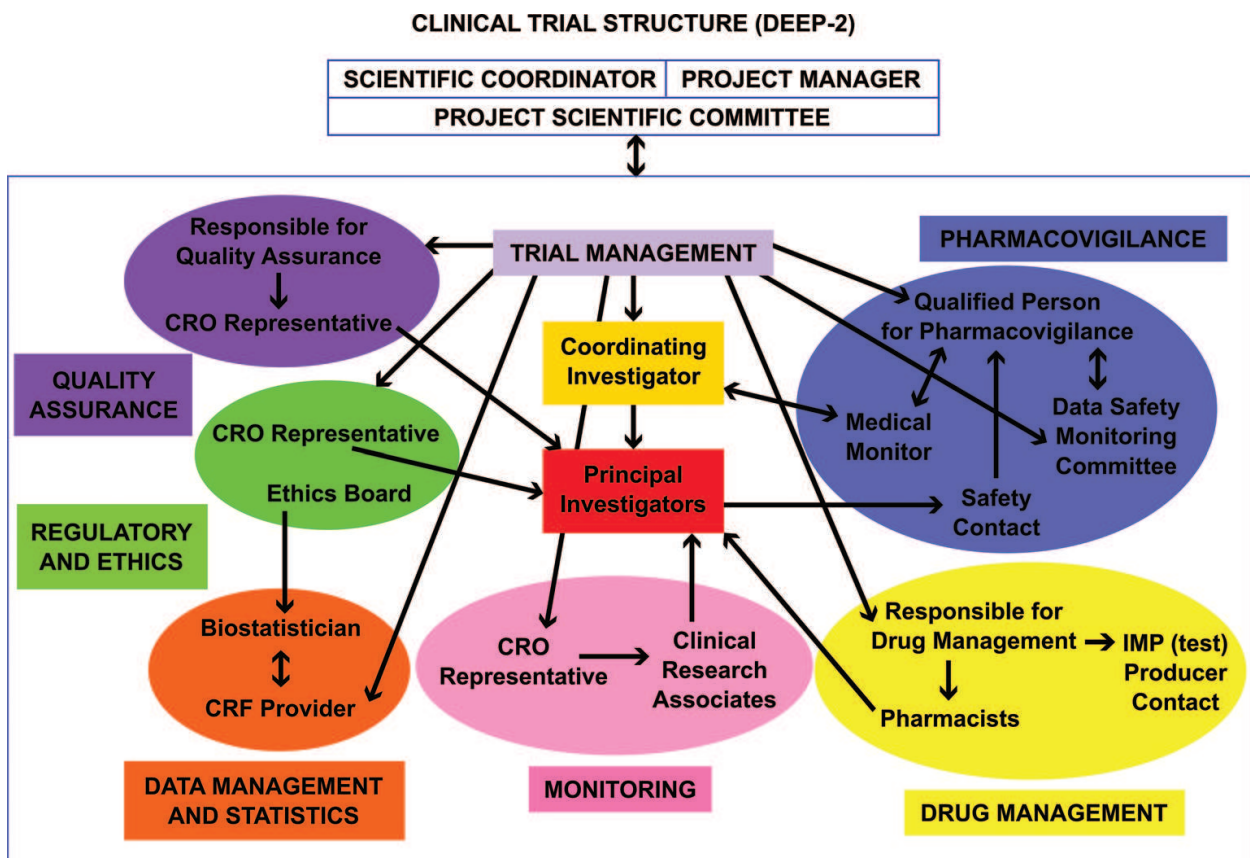 CLINICAL TRIAL STRUCTURE (DEEP-2)
SCIENTIFIC COORDINATOR
PROJECT MANAGER
PROJECT SCIENTIFIC COMMITTEE
Responsible for
Quality Assurance
CRO Representative
QUALITY
ASSURANCE
TRIAL MANAGEMENT
PHARMACOVIGILANCE
Qualified Person
for Pharmacovigilance
Medical
Monitor
Data Safety
Monitoring
Committee
Safety
Contact
Coordinating
Investigator
Principal
Investigators
CRO Representative
Ethics Board
REGULATORY
AND ETHICS
Biostatistician
CRF Provider
DATA MANAGEMENT
AND STATISTICS
CRO
Representative
Clinical
Research
Associates
MONITORING
Responsible for
Drug Management
IMP (test)
Producer
Contact
Pharmacists
DRUG MANAGEMENT